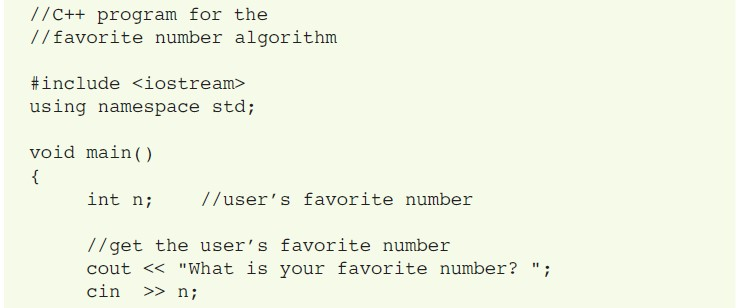 //C++ program for the
//favorite number algorithm
#include <iostream>
using namespace std;
void main()
{
int n;    //user's favorite number
//get the user's favorite number
cout << "What is your favorite number? ";
cin  >> n;